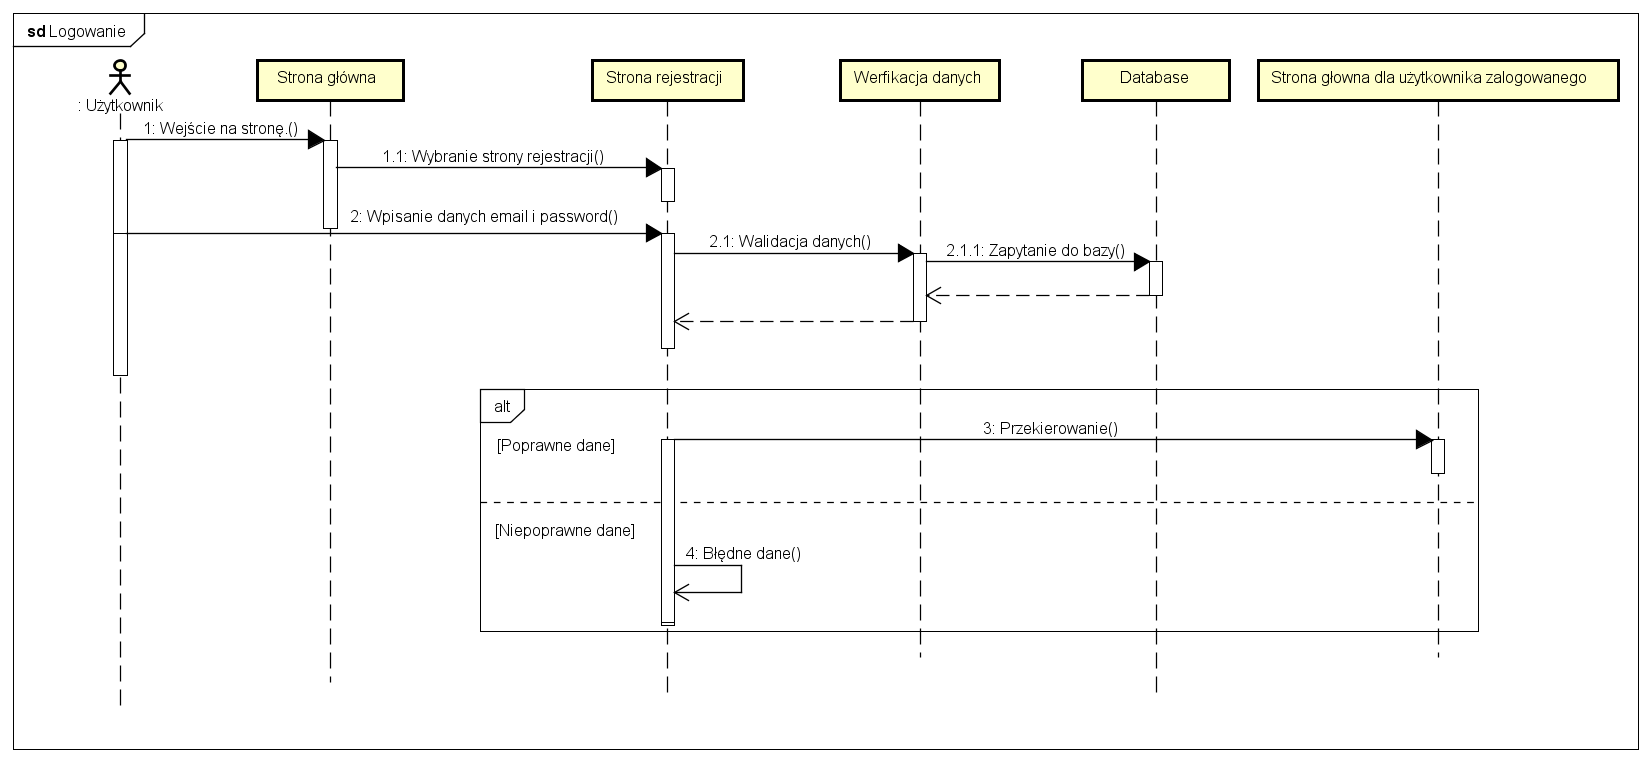 sd Logowanie
: Użytkownik
Strona główna
Strona rejestracji
Werfikacja danych
Database
Strona głowna dla użytkownika zalogowanego
1: Wejście na stronę.()
1.1: Wybranie strony rejestracji()
2: Wpisanie danych email i password()
2.1: Walidacja danych()
2.1.1: Zapytanie do bazy()
alt
[Poprawne dane]
3: Przekierowanie()
[Niepoprawne dane]
4: Błędne dane()